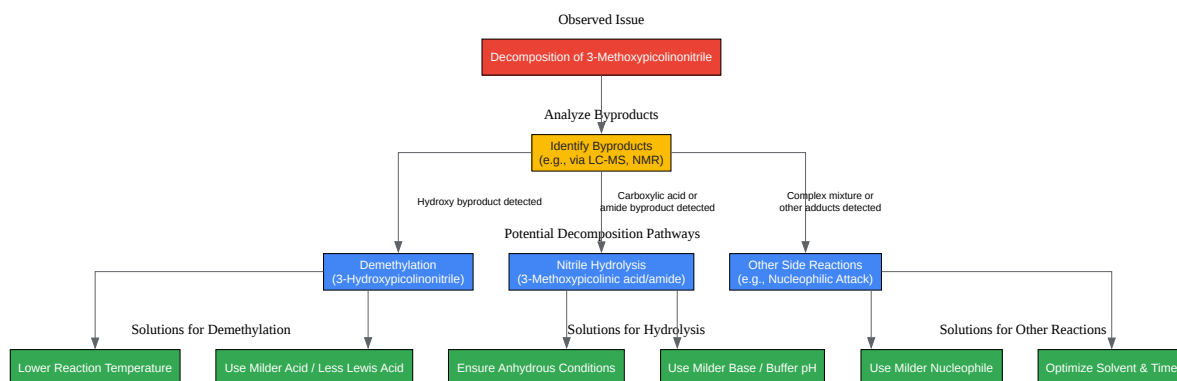 Observed Issue
Decomposition of 3-Methoxypicolinonitrile
Analyze Byproducts
Identify Byproducts
(e.g., via LC-MS, NMR)
Hydroxy byproduct detected
Carboxylic acid or
amide byproduct detected
Complex mixture or
other adducts detected
Potential Decomposition Pathways
Demethylation
(3-Hydroxypicolinonitrile)
Nitrile Hydrolysis
(3-Methoxypicolinic acid/amide)
Other Side Reactions
(e.g., Nucleophilic Attack)
Solutions for Demethylation
Solutions for Hydrolysis
Solutions for Other Reactions
Lower Reaction Temperature
Use Milder Acid / Less Lewis Acid
Ensure Anhydrous Conditions
Use Milder Base / Buffer pH
Use Milder Nucleophile
Optimize Solvent & Time